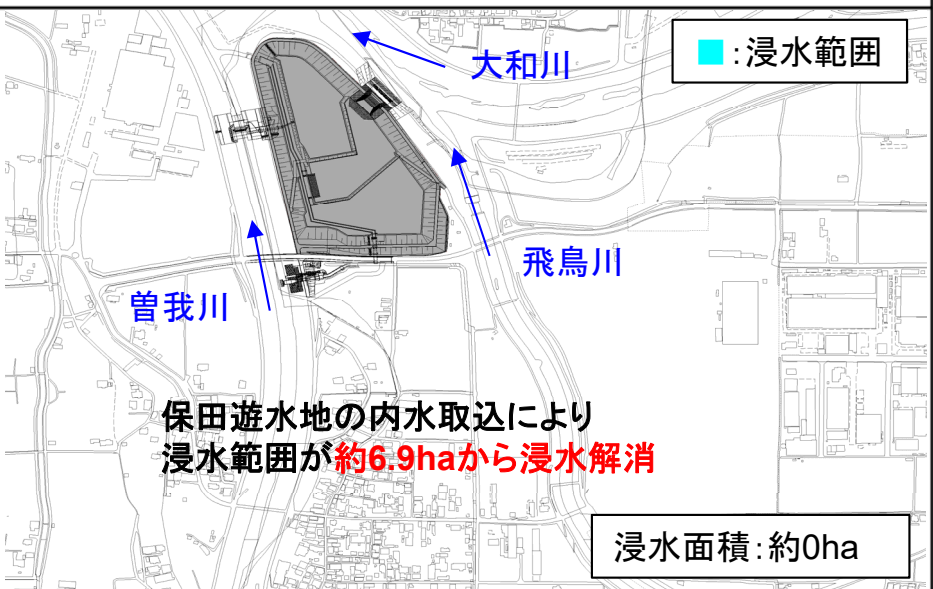 ■:浸水範囲
大和川
飛鳥川
曽我川
保田遊水地の内水取込により
浸水範囲が約6.9haから浸水解消
浸水面積:約0ha